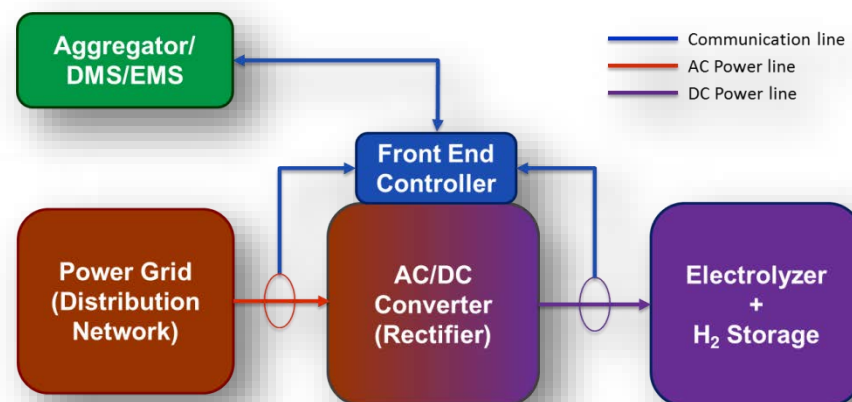 Aggregator/
DMS/EMS
Communication line
AC Power line
DC Power line
Front End
Controller
Power Grid
(Distribution
Network)
AC/DC
Converter
(Rectifier)
Electrolyzer
+
H₂ Storage